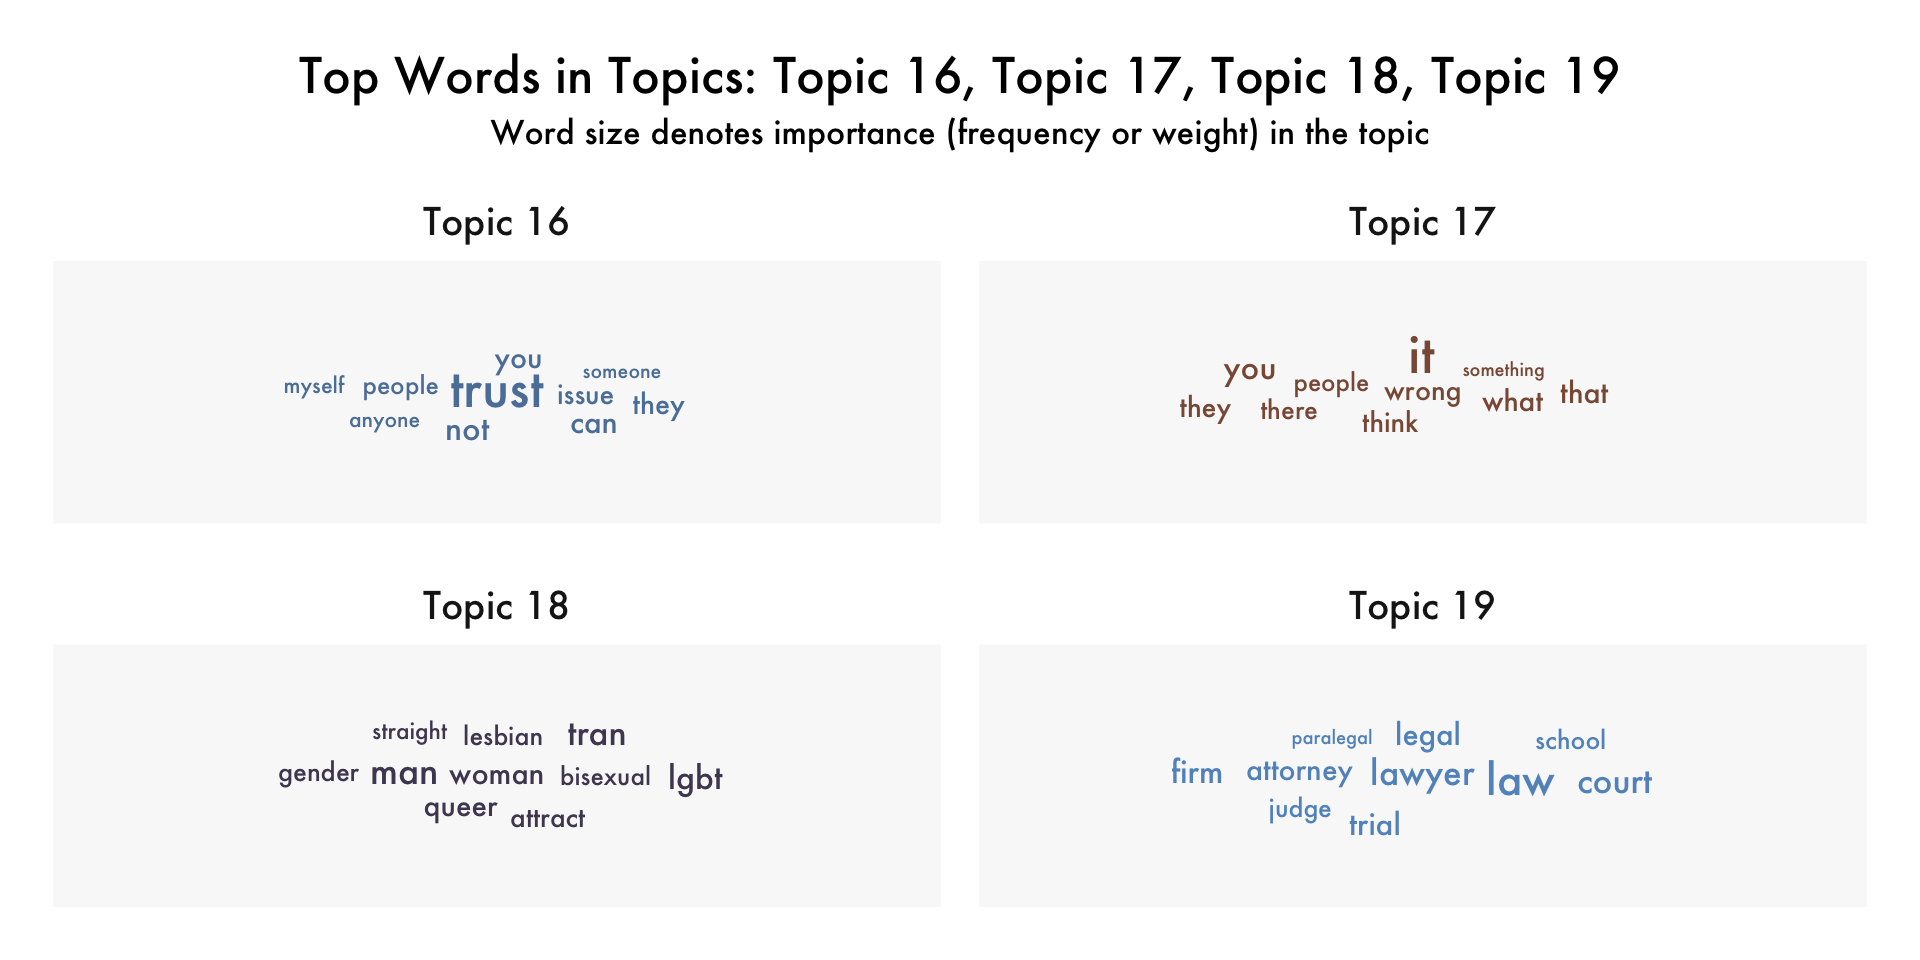 Top Words in Topics: Topic 16, Topic 17, Topic 18, Topic 19
Word size denotes importance (frequency or weight) in the topic
Topic 16
you
someone
myself people trust issue they
anyone not can
Topic 17
it
you people wrong something
they there think what that
Topic 18
straight lesbian tran
gender man woman bisexual lgbt
queer attract
Topic 19
paralegal legal school
firm attorney lawyer law court
judge trial